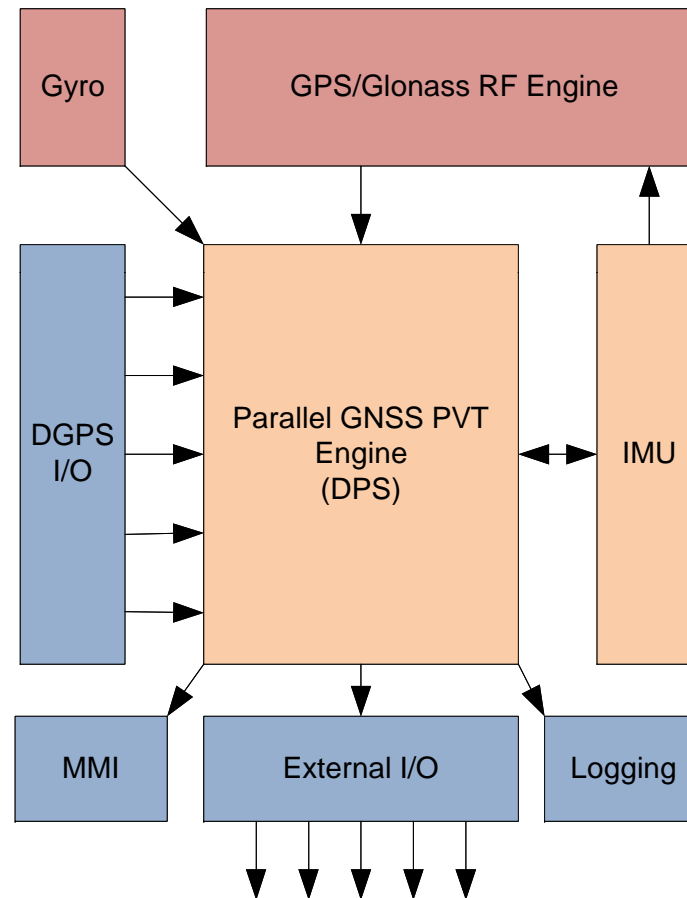 Gyro
GPS/Glonass RF Engine
DGPS
I/O
Parallel GNSS PVT
Engine
(DPS)
IMU
MMI
External I/O
Logging